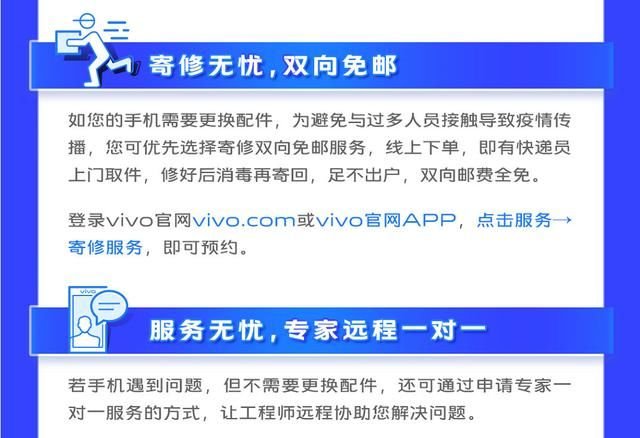 寄修无忧，双向免邮
如您的手机需要更换配件，为避免与过多人员接触导致疫情传
播，您可优先选择寄修双向免邮服务，线上下单，即有快递员
上门取件，修好后消毒再寄回，足不出户，双向邮费全免。
登录vivo官网vivo.com或vivo官网APP，点击服务→
寄修服务，即可预约。
vivo
服务无忧，专家远程一对一
若手机遇到问题，但不需要更换配件，还可通过申请专家一
对一服务的方式，让工程师远程协助您解决问题。